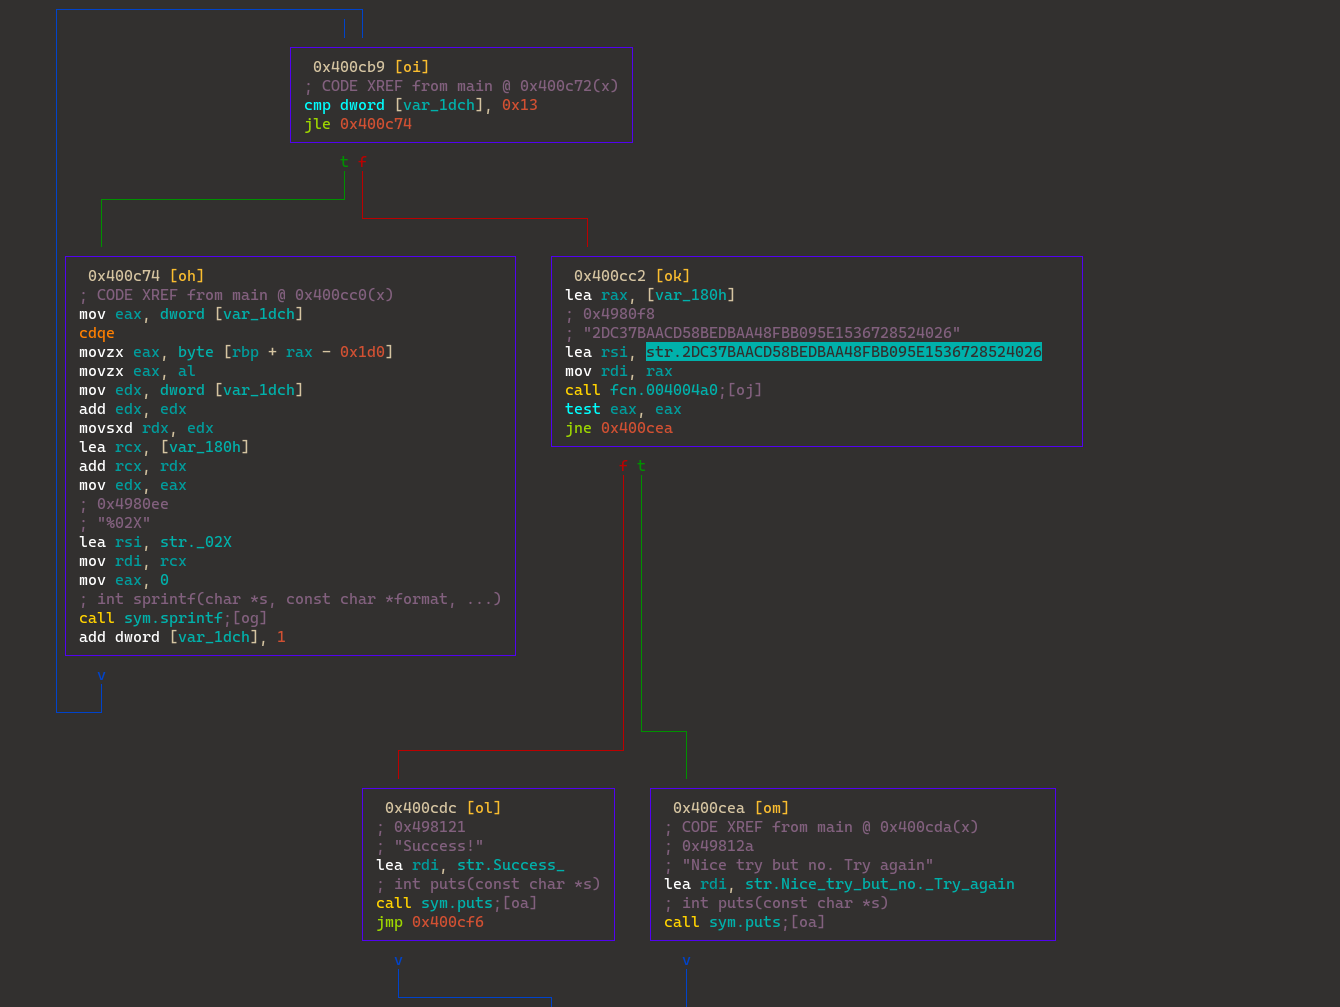 0x400cb9 [oi]
; CODE XREF from main @ 0x400c72(x)
cmp dword [var_1dch], 0x13
jle 0x400c74
t f
0x400c74 [oh]
; CODE XREF from main @ 0x400cc0(x)
mov eax, dword [var_1dch]
cdqe
movzx eax, byte [rbp + rax - 0x1d0]
movzx eax, al
mov edx, dword [var_1dch]
add edx, edx
movsxd rdx, edx
lea rcx, [var_180h]
add rcx, rdx
mov edx, eax
; 0x4980ee
; "%02X"
lea rsi, str._02X
mov rdi, rcx
mov eax, 0
; int sprintf(char *s, const char *format, ...)
call sym.sprintf;[og]
add dword [var_1dch], 1
v
0x400cc2 [ok]
lea rax, [var_180h]
; 0x4980f8
; "2DC37BAACD58BEDBAA48FBB095E1536728524026"
lea rsi, str.2DC37BAACD58BEDBAA48FBB095E1536728524026
mov rdi, rax
call fcn.004004a0;[oj]
test eax, eax
jne 0x400cea
f t
0x400cdc [ol]
; 0x498121
; "Success!"
lea rdi, str.Success_
; int puts(const char *s)
call sym.puts;[oa]
jmp 0x400cf6
v
0x400cea [om]
; CODE XREF from main @ 0x400cda(x)
; 0x49812a
; "Nice try but no. Try again"
lea rdi, str.Nice_try_but_no._Try_again
; int puts(const char *s)
call sym.puts;[oa]
v